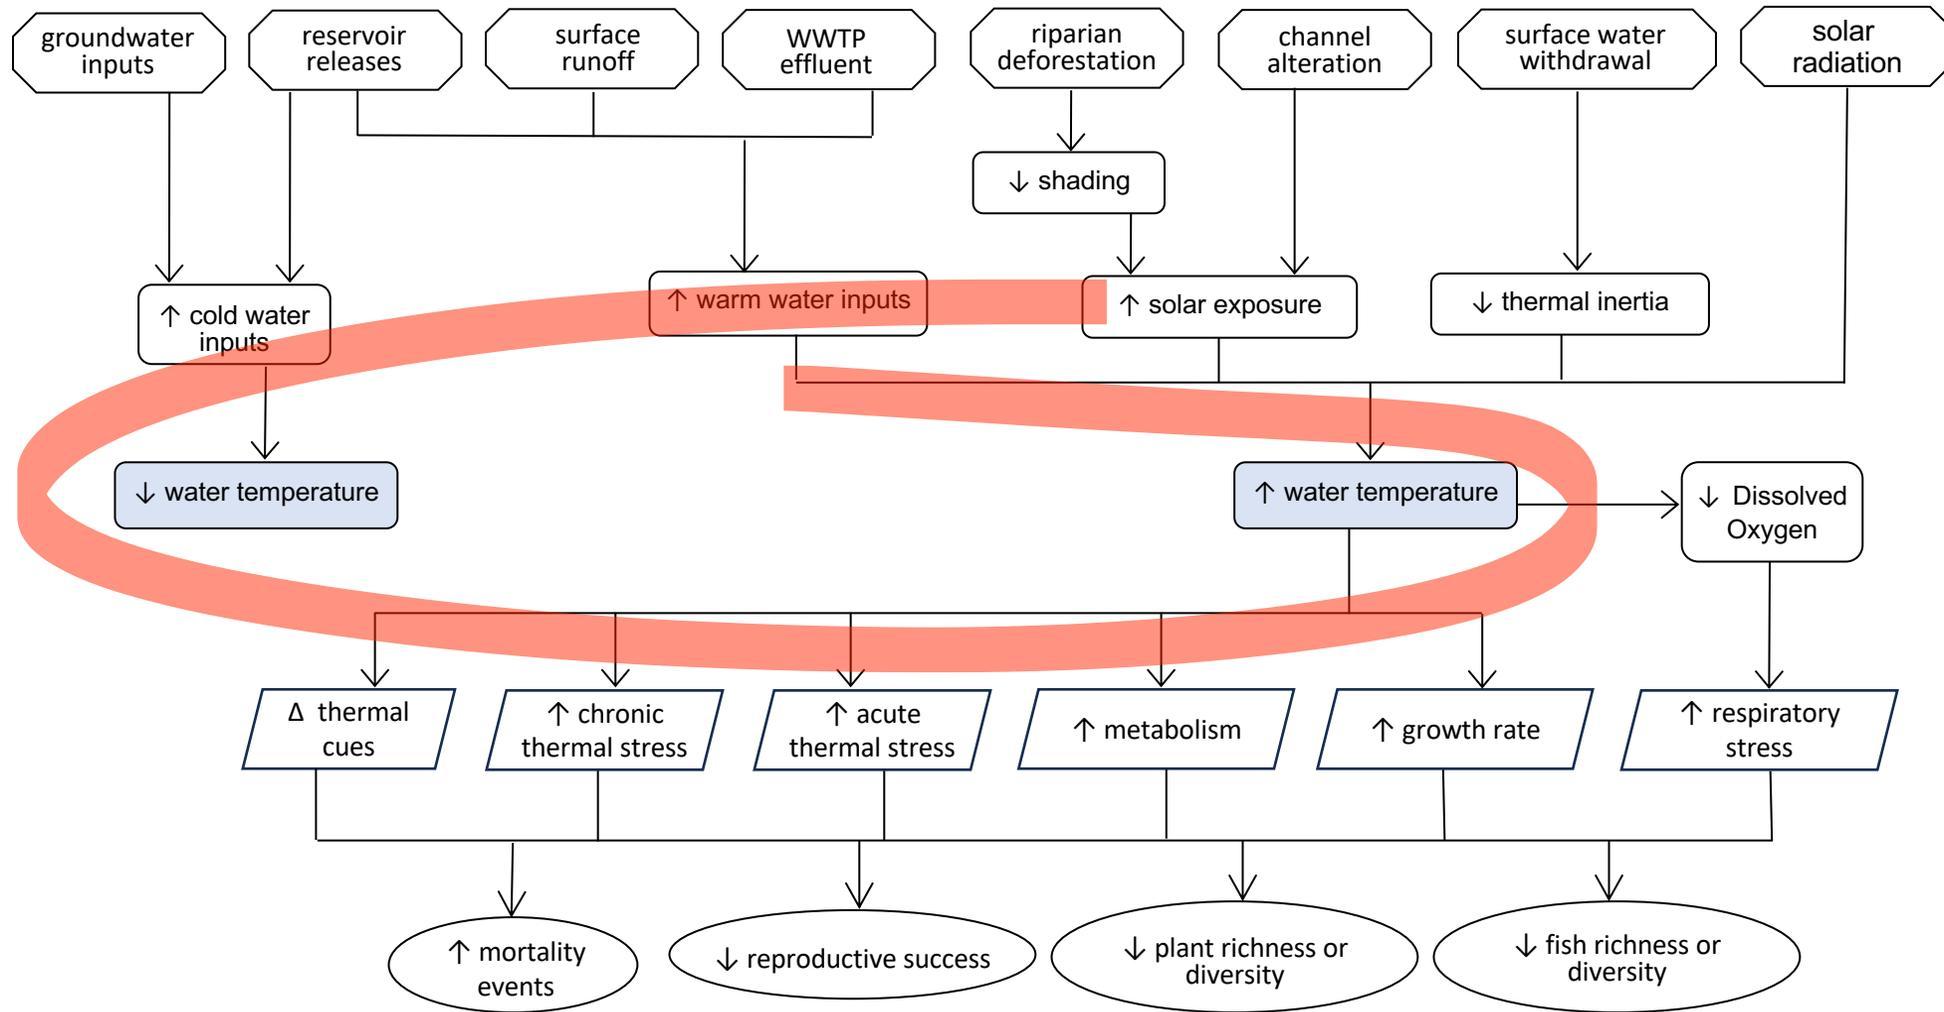 groundwater
inputs
reservoir
releases
surface
runoff
WWTP
effluent
riparian
deforestation
channel
alteration
surface water
withdrawal
solar
radiation
↓ shading
↑ cold water
inputs
↑ warm water inputs
↑ solar exposure
↓ thermal inertia
↓ water temperature
↑ water temperature
↓ Dissolved
Oxygen
Δ thermal
cues
↑ chronic
thermal stress
↑ acute
thermal stress
↑ metabolism
↑ growth rate
↑ respiratory
stress
↑ mortality
events
↓ reproductive success
↓ plant richness or
diversity
↓ fish richness or
diversity